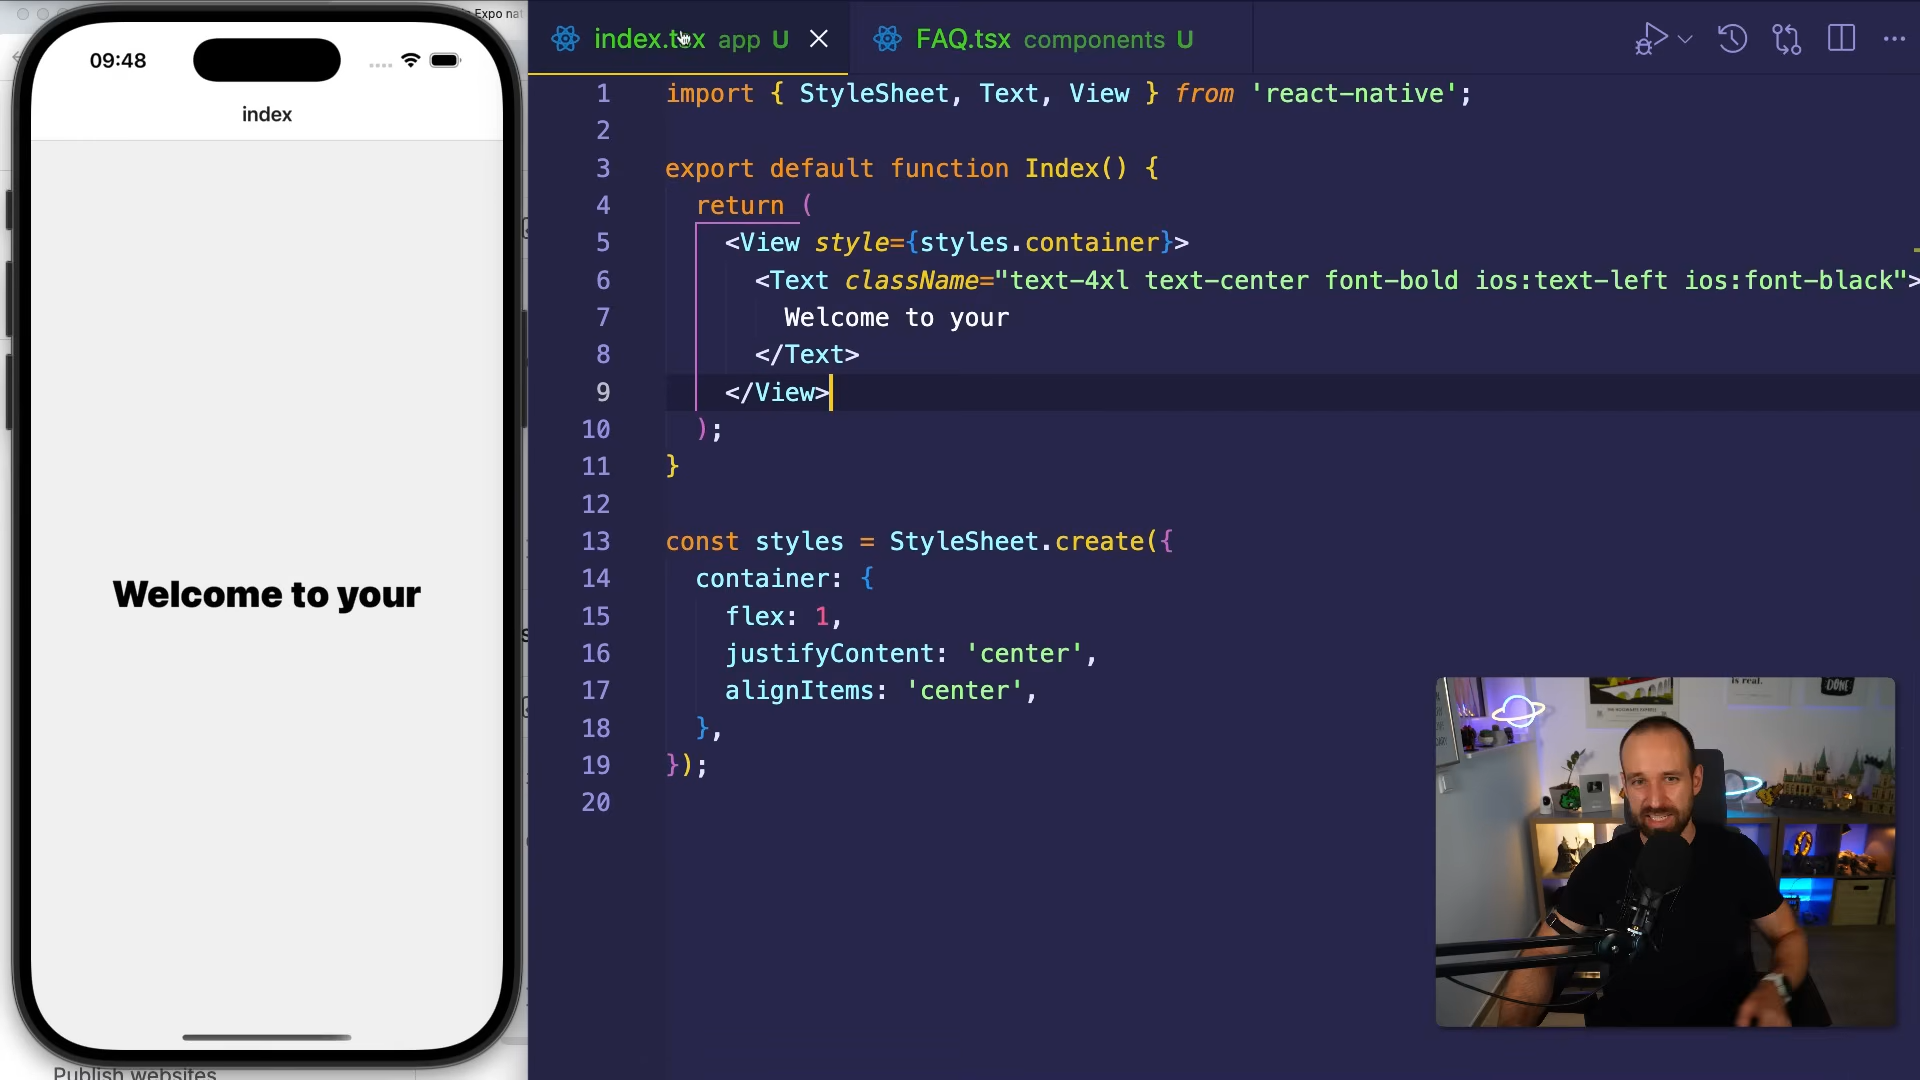 Expo
09:48
index
Welcome to your
Publish websites
index.tsx app U
FAQ.tsx components U
1 import { StyleSheet, Text, View } from 'react-native';
2
3 export default function Index() {
4 return (
5 <View style={styles.container}>
6 <Text className="text-4xl text-center font-bold ios:text-left ios:font-black">
7 Welcome to your
8 </Text>
9 </View>
10 );
11 }
12
13 const styles = StyleSheet.create({
14 container: {
15 flex: 1,
16 justifyContent: 'center',
17 alignItems: 'center',
18 },
19 });
20
is real.
DONE